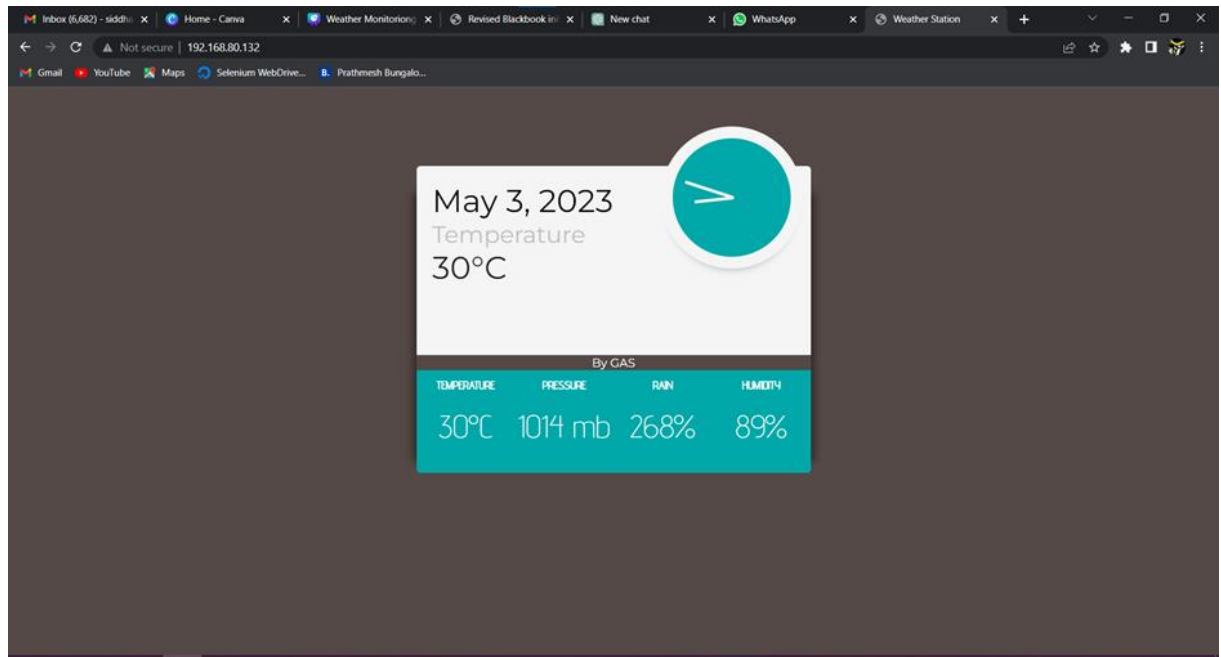 Inbox (6,682) - siddha
Home - Canva
Weather Monitoriong
Revised Blackbook in
New chat
WhatsApp
Weather Station
Not secure | 192.168.80.132
Gmail
YouTube
Maps
Selenium WebDrive...
Prathmesh Bungalo...
May 3, 2023
Temperature
30°C
By GAS
TEMPERATURE PRESSURE RAIN HUMIDITY
30°C 1014 mb 268% 89%